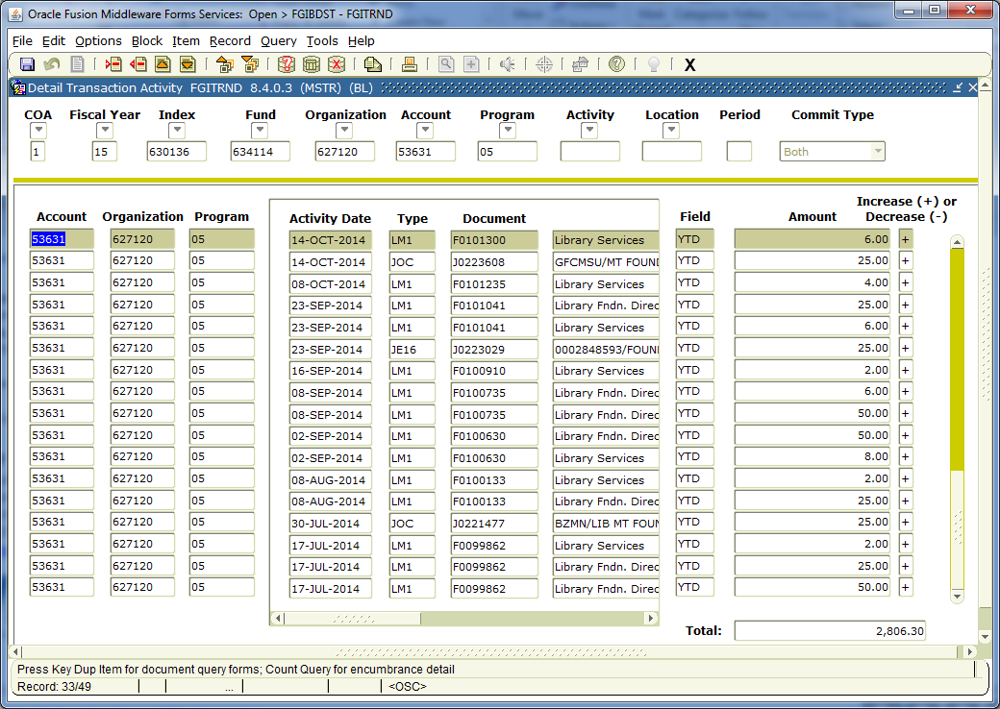 Oracle Fusion Middleware Forms Services: Open > FGIBDST - FGITRND
File Edit Options Block Item Record Query Tools Help
X
Detail Transaction Activity FGITRND 8.4.0.3 (MSTR) (BL)
COA Fiscal Year Index Fund Organization Account Program Activity Location Period Commit Type
1 15 630136 634114 627120 53631 05 Both
Increase (+) or
Account Organization Program Activity Date Type Document Field Amount Decrease (-)
53631 627120 05 14-OCT-2014 LM1 F0101300 Library Services YTD 6.00 +
53631 627120 05 14-OCT-2014 JOC J0223608 GFCMSU/MT FOUN YTD 25.00 +
53631 627120 05 08-OCT-2014 LM1 F0101235 Library Services YTD 4.00 +
53631 627120 05 23-SEP-2014 LM1 F0101041 Library Fndn. Direc YTD 25.00 +
53631 627120 05 23-SEP-2014 LM1 F0101041 Library Services YTD 6.00 +
53631 627120 05 23-SEP-2014 JE16 J0223029 0002848593/FOUN YTD 25.00 +
53631 627120 05 16-SEP-2014 LM1 F0100910 Library Services YTD 2.00 +
53631 627120 05 08-SEP-2014 LM1 F0100735 Library Fndn. Direc YTD 6.00 +
53631 627120 05 08-SEP-2014 LM1 F0100735 Library Fndn. Direc YTD 50.00 +
53631 627120 05 02-SEP-2014 LM1 F0100630 Library Fndn. Direc YTD 50.00 +
53631 627120 05 02-SEP-2014 LM1 F0100630 Library Services YTD 8.00 +
53631 627120 05 08-AUG-2014 LM1 F0100133 Library Services YTD 2.00 +
53631 627120 05 08-AUG-2014 LM1 F0100133 Library Fndn. Direc YTD 25.00 +
53631 627120 05 30-JUL-2014 JOC J0221477 BZMN/LIB MT FOUN YTD 25.00 +
53631 627120 05 17-JUL-2014 LM1 F0099862 Library Services YTD 2.00 +
53631 627120 05 17-JUL-2014 LM1 F0099862 Library Fndn. Direc YTD 25.00 +
53631 627120 05 17-JUL-2014 LM1 F0099862 Library Fndn. Direc YTD 50.00 +
Total: 2,806.30
Press Key Dup Item for document query forms; Count Query for encumbrance detail
Record: 33/49 ... <OSC>